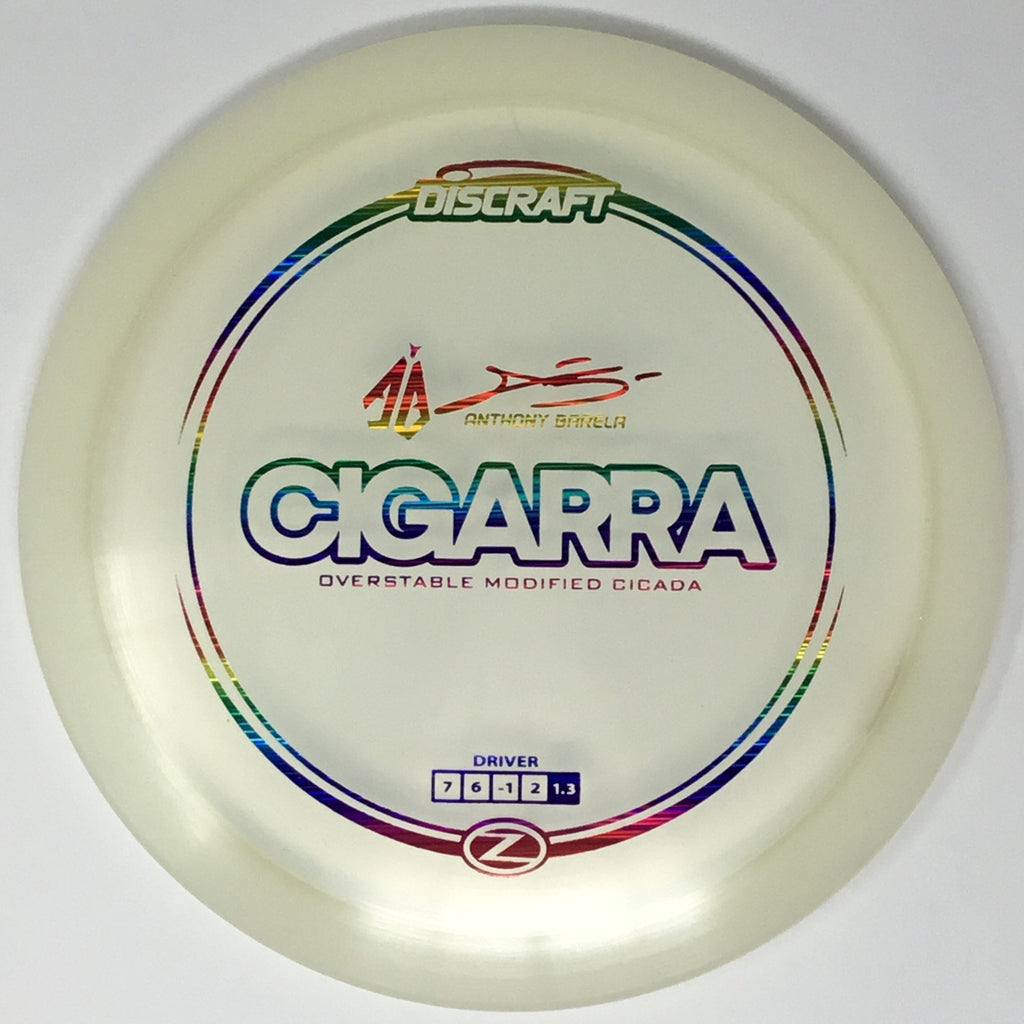 DISCRAFT
ANTHONY BARELA
CIGARRA
OVERSTABLE MODIFIED CICADA
DRIVER
7 6 -1 2 1.3
Z